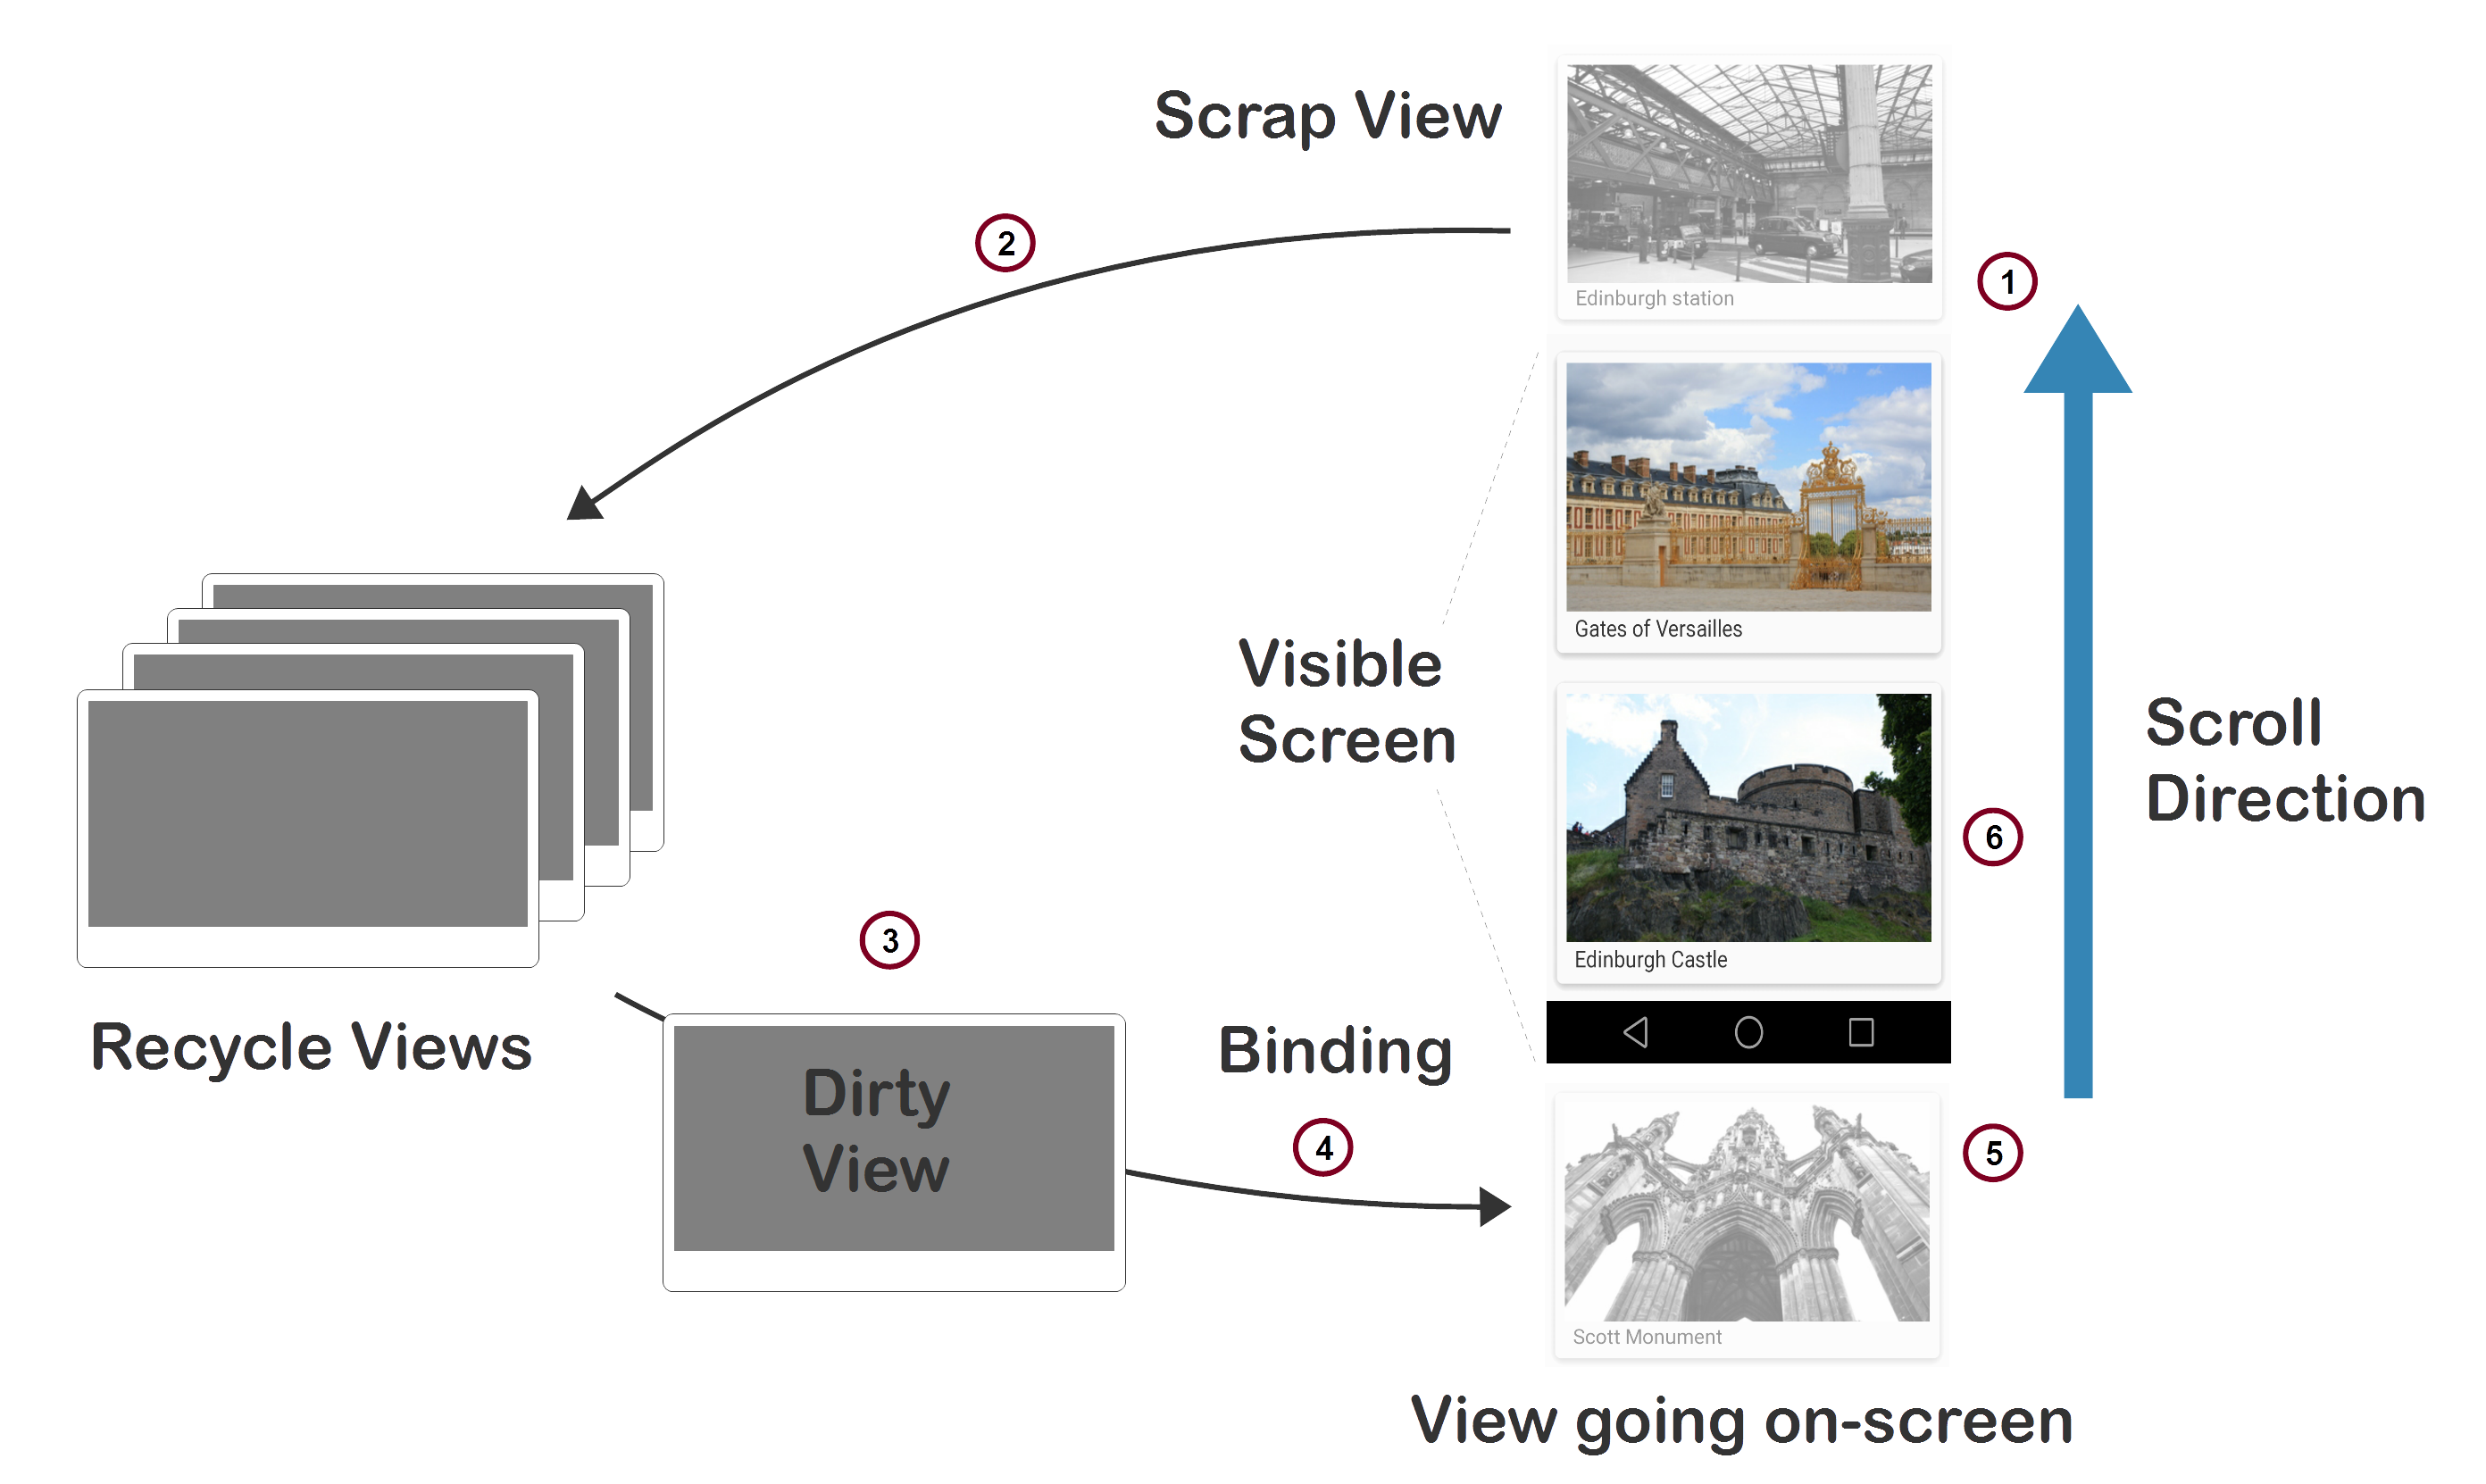 Scrap View
2
Edinburgh station
1
Gates of Versailles
Visible
Screen
Scroll
Direction
6
Edinburgh Castle
3
Recycle Views
Dirty
View
Binding
4
5
Scott Monument
View going on-screen